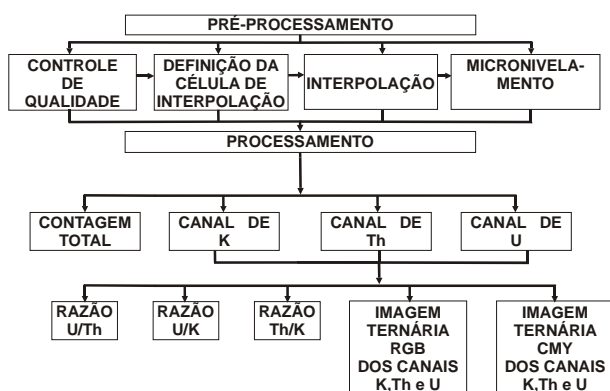 PRÉ-PROCESSAMENTO
CONTROLE
DE
QUALIDADE
DEFINIÇÃO DA
CÉLULA DE
INTERPOLAÇÃO
INTERPOLAÇÃO
MICRONIVELA-
MENTO
PROCESSAMENTO
CONTAGEM
TOTAL
CANAL DE
K
CANAL DE
Th
CANAL DE
U
RAZÃO
U/Th
RAZÃO
U/K
RAZÃO
Th/K
IMAGEM
TERNÁRIA
RGB
DOS CANAIS
K,Th e U
IMAGEM
TERNÁRIA
CMY
DOS CANAIS
K,Th e U